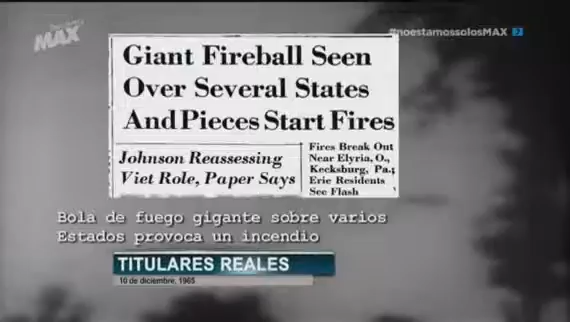 MAX
#noestamossolosMAX 7
Giant Fireball Seen
Over Several States
And Pieces Start Fires
Johnson Reassessing
Viet Role, Paper Says
Fires Break Out
Near Elyria, O.,
Kecksburg, Pa.;
Erie Residents
See Flash
Bola de fuego gigante sobre varios
Estados provoca un incendio
TITULARES REALES
10 de diciembre, 1965